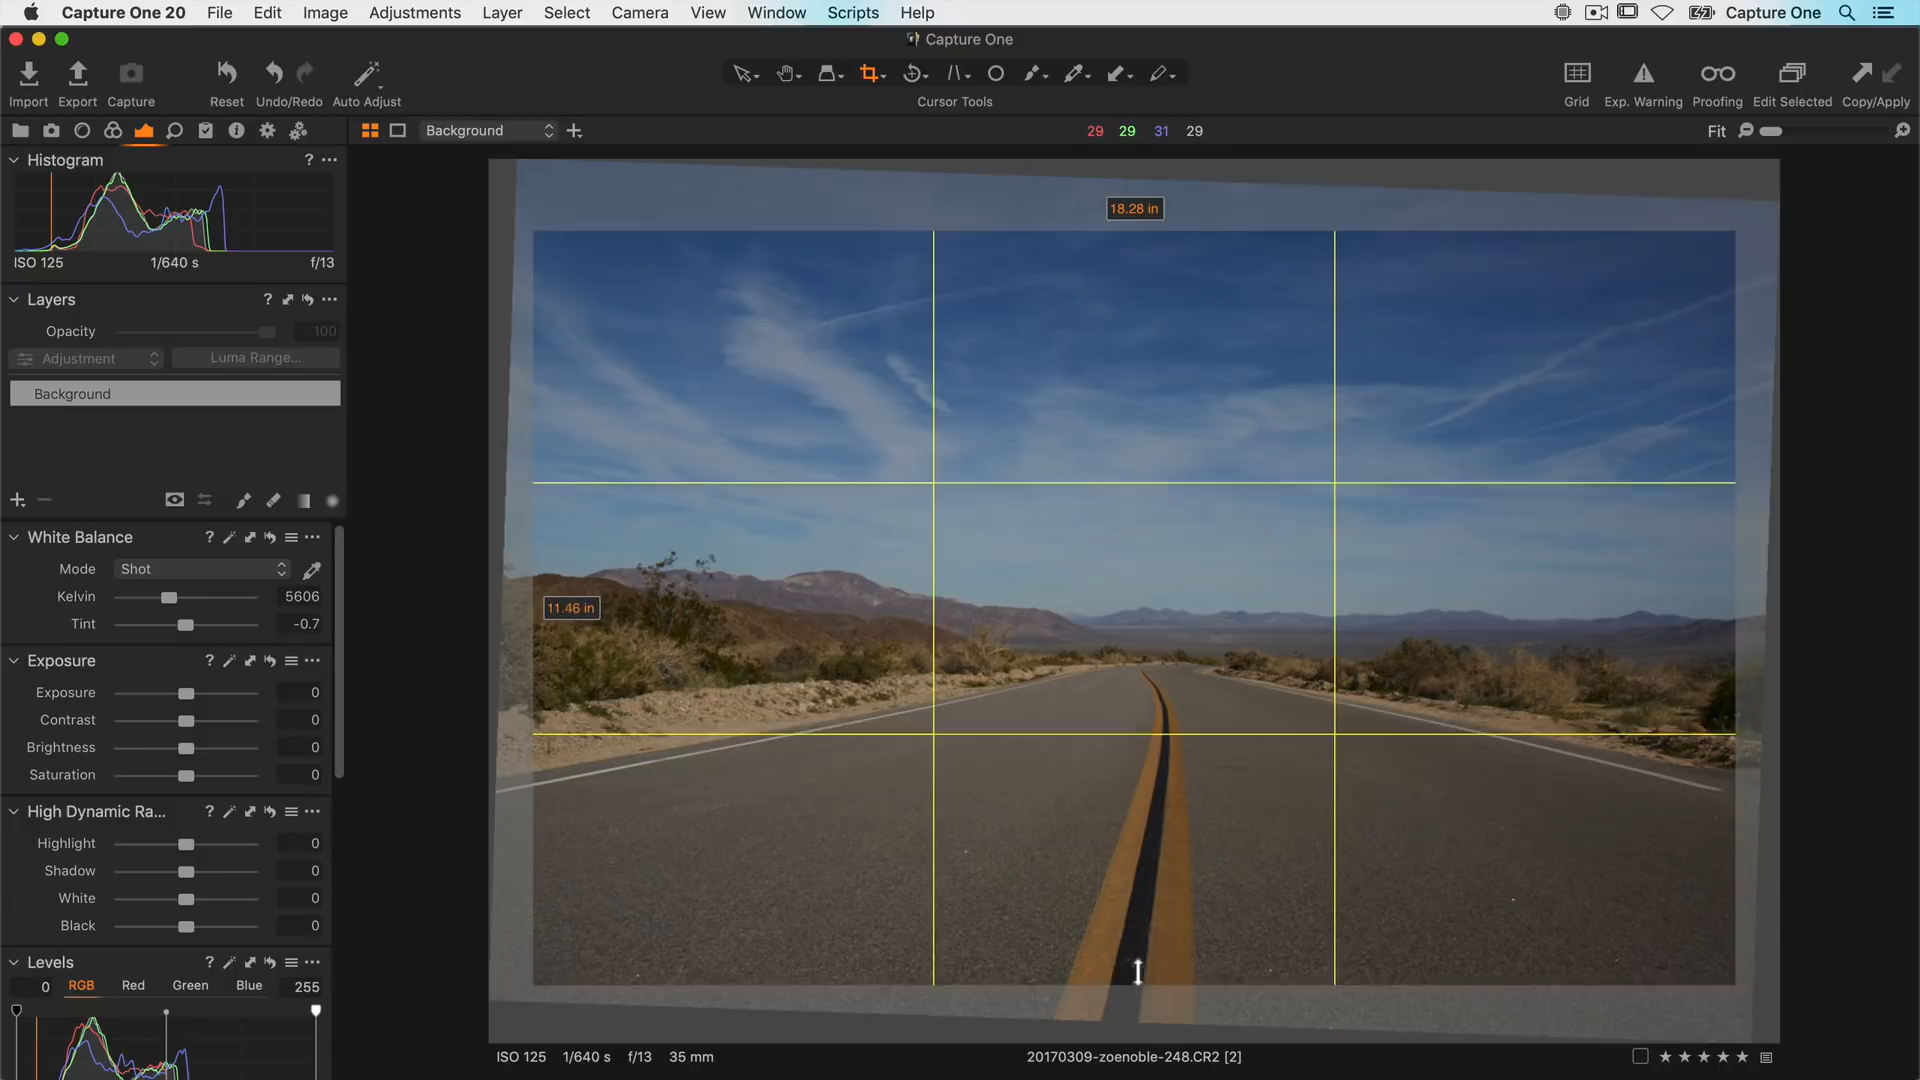 Capture One 20 File Edit Image Adjustments Layer Select Camera View Window Scripts Help Capture One
Capture One
Import Export Capture Reset Undo/Redo Auto Adjust Cursor Tools Grid Exp. Warning Proofing Edit Selected Copy/Apply
Background 29 29 31 29 Fit
Histogram ?
ISO 125 1/640 s f/13
Layers ?
Opacity 100
Adjustment Luma Range...
Background
White Balance ?
Mode Shot
Kelvin 5606
Tint -0.7
Exposure ?
Exposure 0
Contrast 0
Brightness 0
Saturation 0
High Dynamic Ra... ?
Highlight 0
Shadow 0
White 0
Black 0
Levels ?
0 RGB Red Green Blue 255
18.28 in
11.46 in
ISO 125 1/640 s f/13 35 mm 20170309-zoenoble-248.CR2 [2]